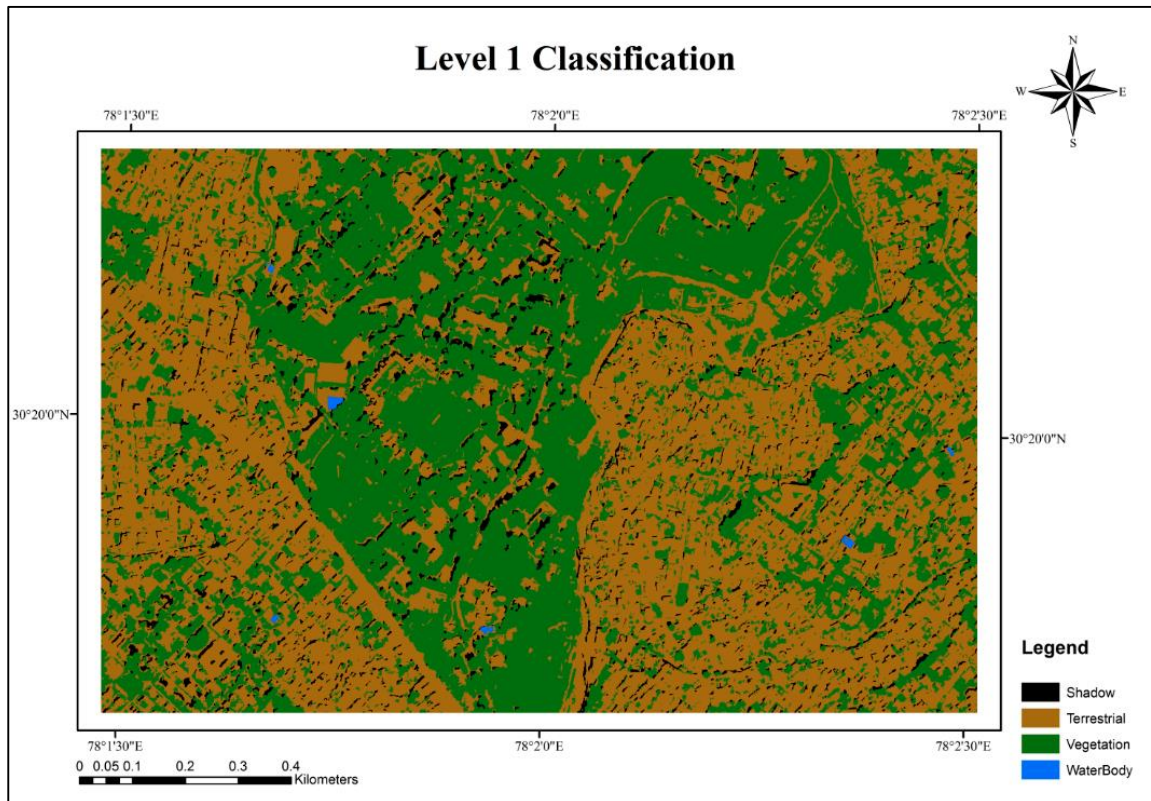 Level 1 Classification
N
W E
S
78°1'30"E 78°2'0"E 78°2'30"E
30°20'0"N
30°20'0"N
Legend
Shadow
Terrestrial
Vegetation
WaterBody
78°1'30"E 78°2'0"E 78°2'30"E
0 0.05 0.1 0.2 0.3 0.4
Kilometers